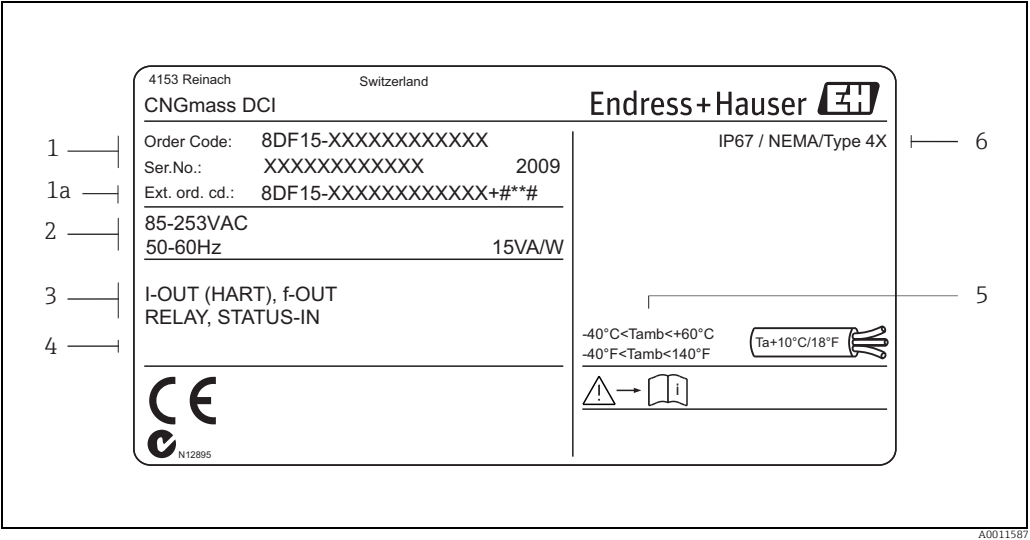 4153 Reinach Switzerland
CNGmass DCI
Endress+Hauser EH
1
Order Code: 8DF15-XXXXXXXXXXXX
Ser.No.: XXXXXXXXXXXX 2009
1a
Ext. ord. cd.: 8DF15-XXXXXXXXXXXX+#**#
2
85-253VAC
50-60Hz 15VA/W
3
I-OUT (HART), f-OUT
RELAY, STATUS-IN
4
N12895
IP67 / NEMA/Type 4X
6
5
-40°C<Tamb<+60°C
-40°F<Tamb<140°F
Ta+10°C/18°F
! i
CE
A0011587